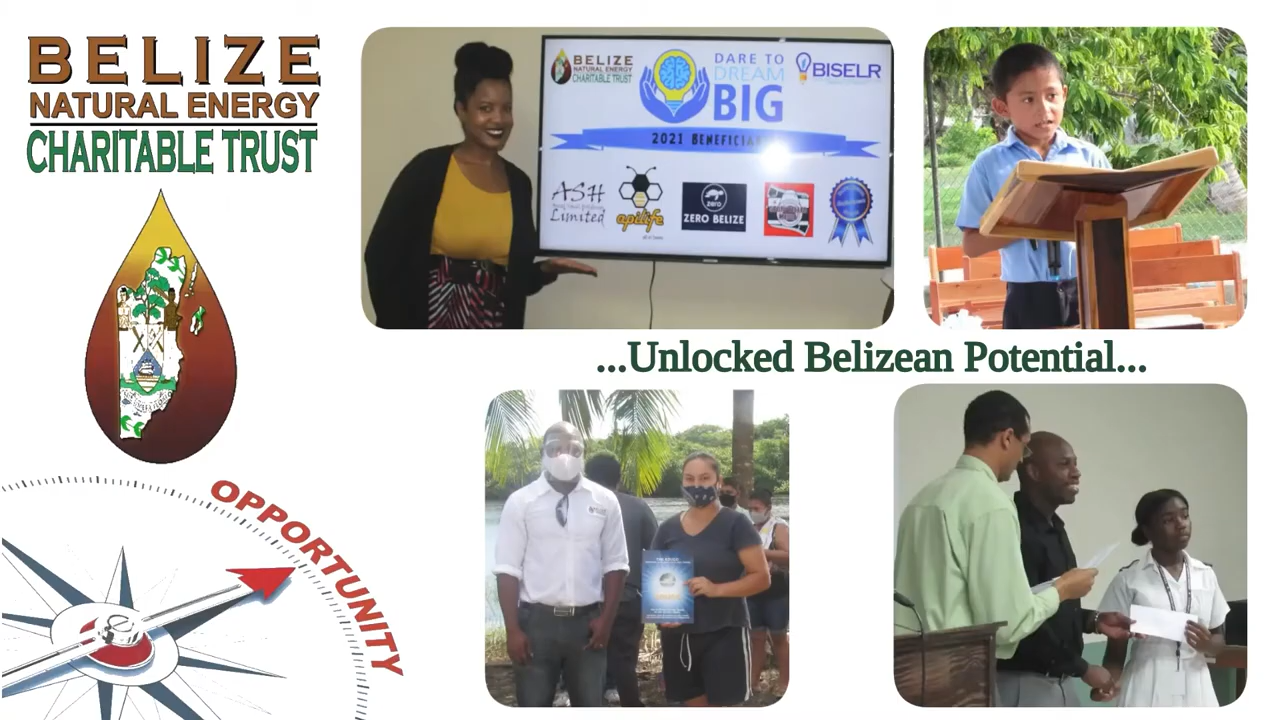 BELIZE
NATURAL ENERGY
CHARITABLE TRUST
BELIZE
NATURAL ENERGY
CHARITABLE TRUST
DARE TO
DREAM
BIG
BISELR
2021
ASH
Limited
apilife
zero
ZERO BELIZE
...Unlocked Belizean Potential...
OPPORTUNITY